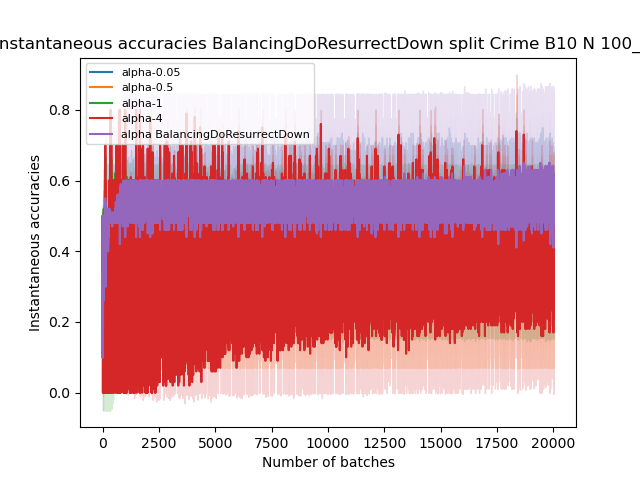 nstantaneous accuracies BalancingDoResurrectDown split Crime B10 N 100_
alpha-0.05
alpha-0.5
alpha-1
alpha-4
alpha BalancingDoResurrectDown
Instantaneous accuracies
0.8
0.6
0.4
0.2
0.0
0 2500 5000 7500 10000 12500 15000 17500 20000
Number of batches